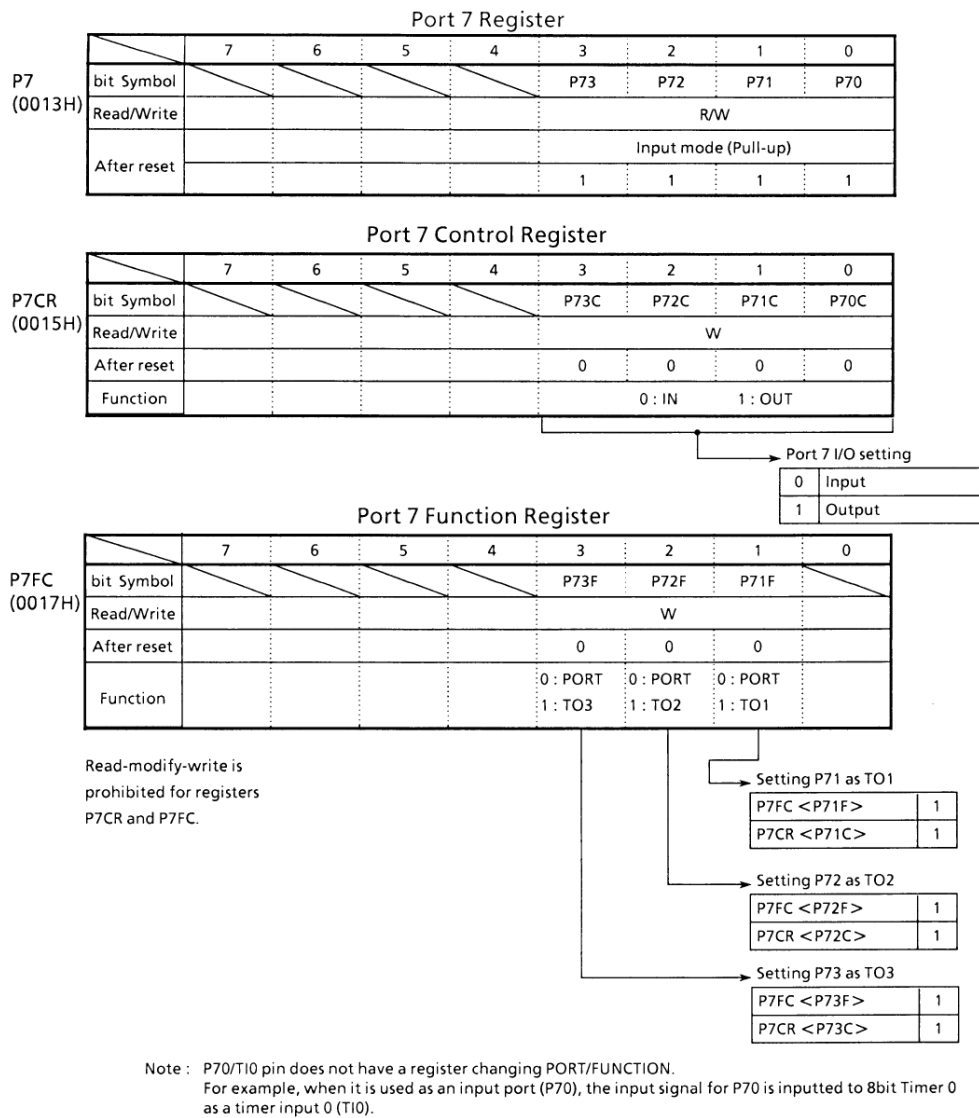 Port 7 Register
7 6 5 4 3 2 1 0
P7
(0013H)
bit Symbol P73 P72 P71 P70
Read/Write R/W
After reset Input mode (Pull-up)
1 1 1 1
Port 7 Control Register
7 6 5 4 3 2 1 0
P7CR
(0015H)
bit Symbol P73C P72C P71C P70C
Read/Write W
After reset 0 0 0 0
Function 0 : IN 1 : OUT
Port 7 I/O setting
0 Input
1 Output
Port 7 Function Register
7 6 5 4 3 2 1 0
P7FC
(0017H)
bit Symbol P73F P72F P71F
Read/Write W
After reset 0 0 0
Function 0 : PORT 0 : PORT 0 : PORT
1 : TO3 1 : TO2 1 : TO1
Read-modify-write is
prohibited for registers
P7CR and P7FC.
Setting P71 as TO1
P7FC <P71F> 1
P7CR <P71C> 1
Setting P72 as TO2
P7FC <P72F> 1
P7CR <P72C> 1
Setting P73 as TO3
P7FC <P73F> 1
P7CR <P73C> 1
Note : P70/TI0 pin does not have a register changing PORT/FUNCTION.
For example, when it is used as an input port (P70), the input signal for P70 is inputted to 8bit Timer 0
as a timer input 0 (TI0).